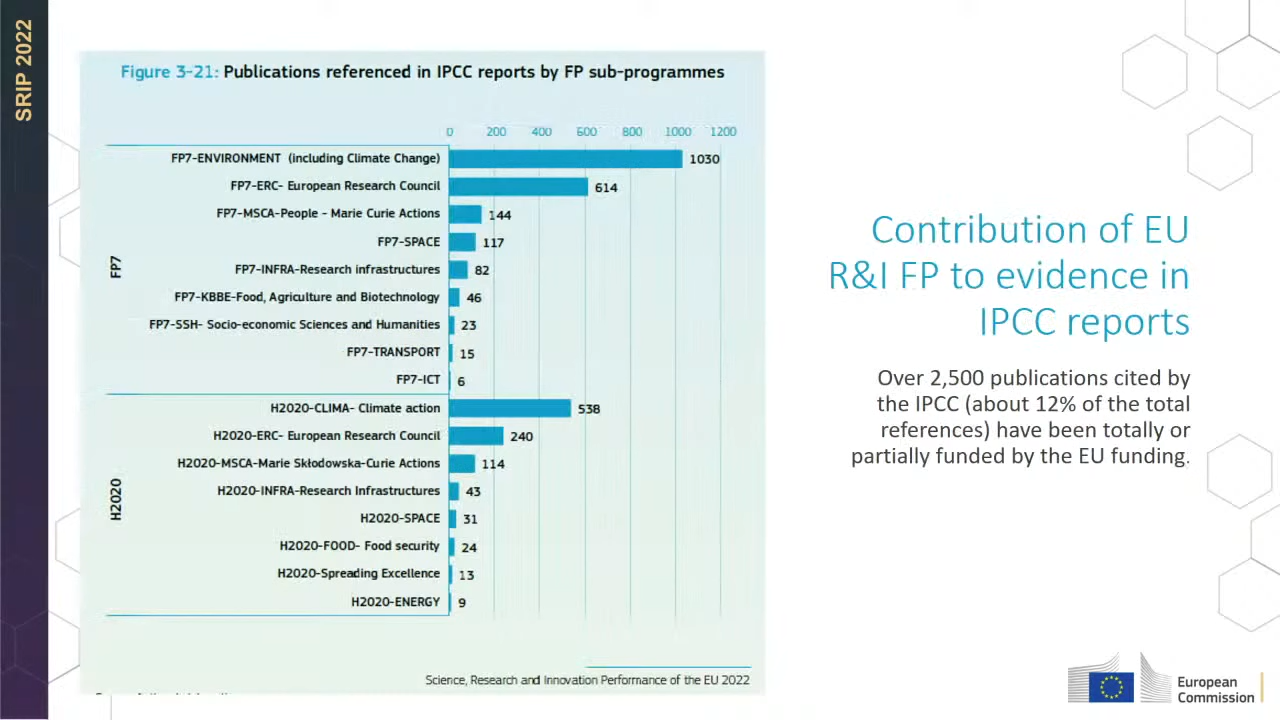 SRIP 2022
Figure 3-21: Publications referenced in IPCC reports by FP sub-programmes
0 200 400 600 800 1000 1200
FP7
FP7-ENVIRONMENT (including Climate Change) 1030
FP7-ERC- European Research Council 614
FP7-MSCA-People - Marie Curie Actions 144
FP7-SPACE 117
FP7-INFRA-Research infrastructures 82
FP7-KBBE-Food, Agriculture and Biotechnology 46
FP7-SSH- Socio-economic Sciences and Humanities 23
FP7-TRANSPORT 15
FP7-ICT 6
H2020
H2020-CLIMA- Climate action 538
H2020-ERC- European Research Council 240
H2020-MSCA-Marie Skłodowska-Curie Actions 114
H2020-INFRA-Research Infrastructures 43
H2020-SPACE 31
H2020-FOOD- Food security 24
H2020-Spreading Excellence 13
H2020-ENERGY 9
Science, Research and Innovation Performance of the EU 2022
Contribution of EU
R&I FP to evidence in
IPCC reports
Over 2,500 publications cited by
the IPCC (about 12% of the total
references) have been totally or
partially funded by the EU funding.
European
Commission